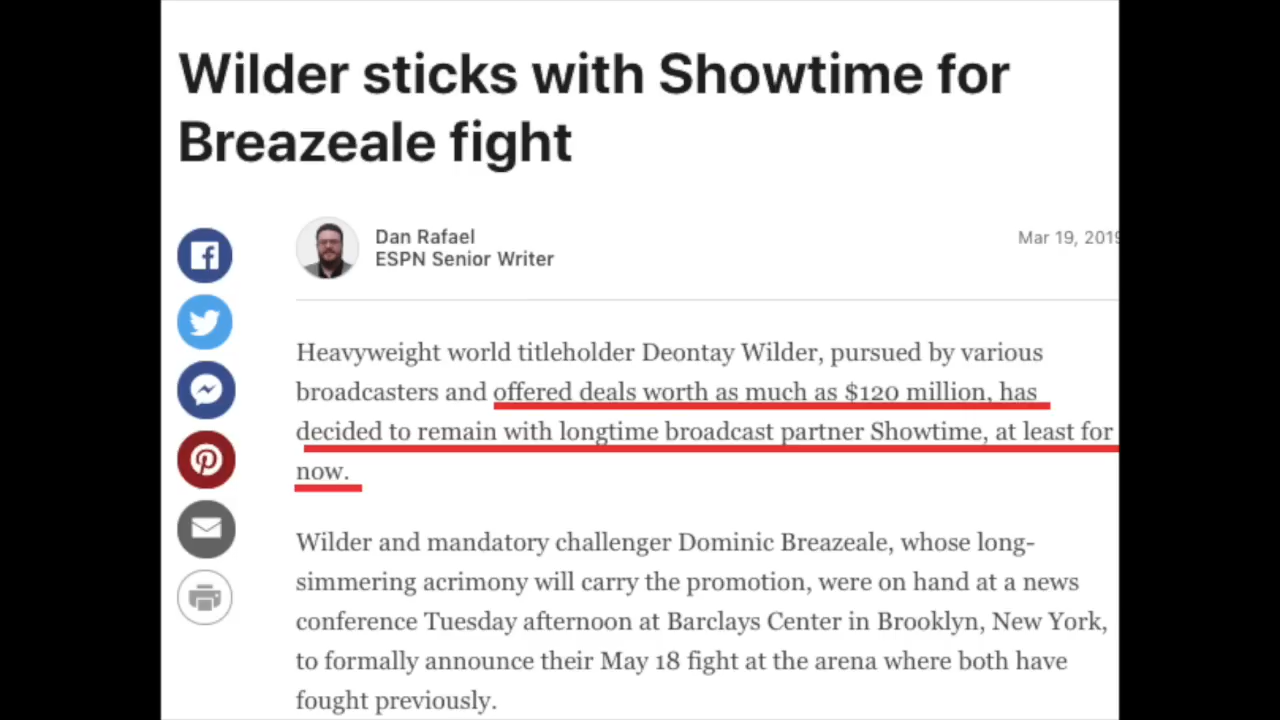 Wilder sticks with Showtime for
Breazeale fight
Dan Rafael
ESPN Senior Writer
Mar 19, 2019
Heavyweight world titleholder Deontay Wilder, pursued by various
broadcasters and offered deals worth as much as $120 million, has
decided to remain with longtime broadcast partner Showtime, at least for
now.
Wilder and mandatory challenger Dominic Breazeale, whose long-
simmering acrimony will carry the promotion, were on hand at a news
conference Tuesday afternoon at Barclays Center in Brooklyn, New York,
to formally announce their May 18 fight at the arena where both have
fought previously.